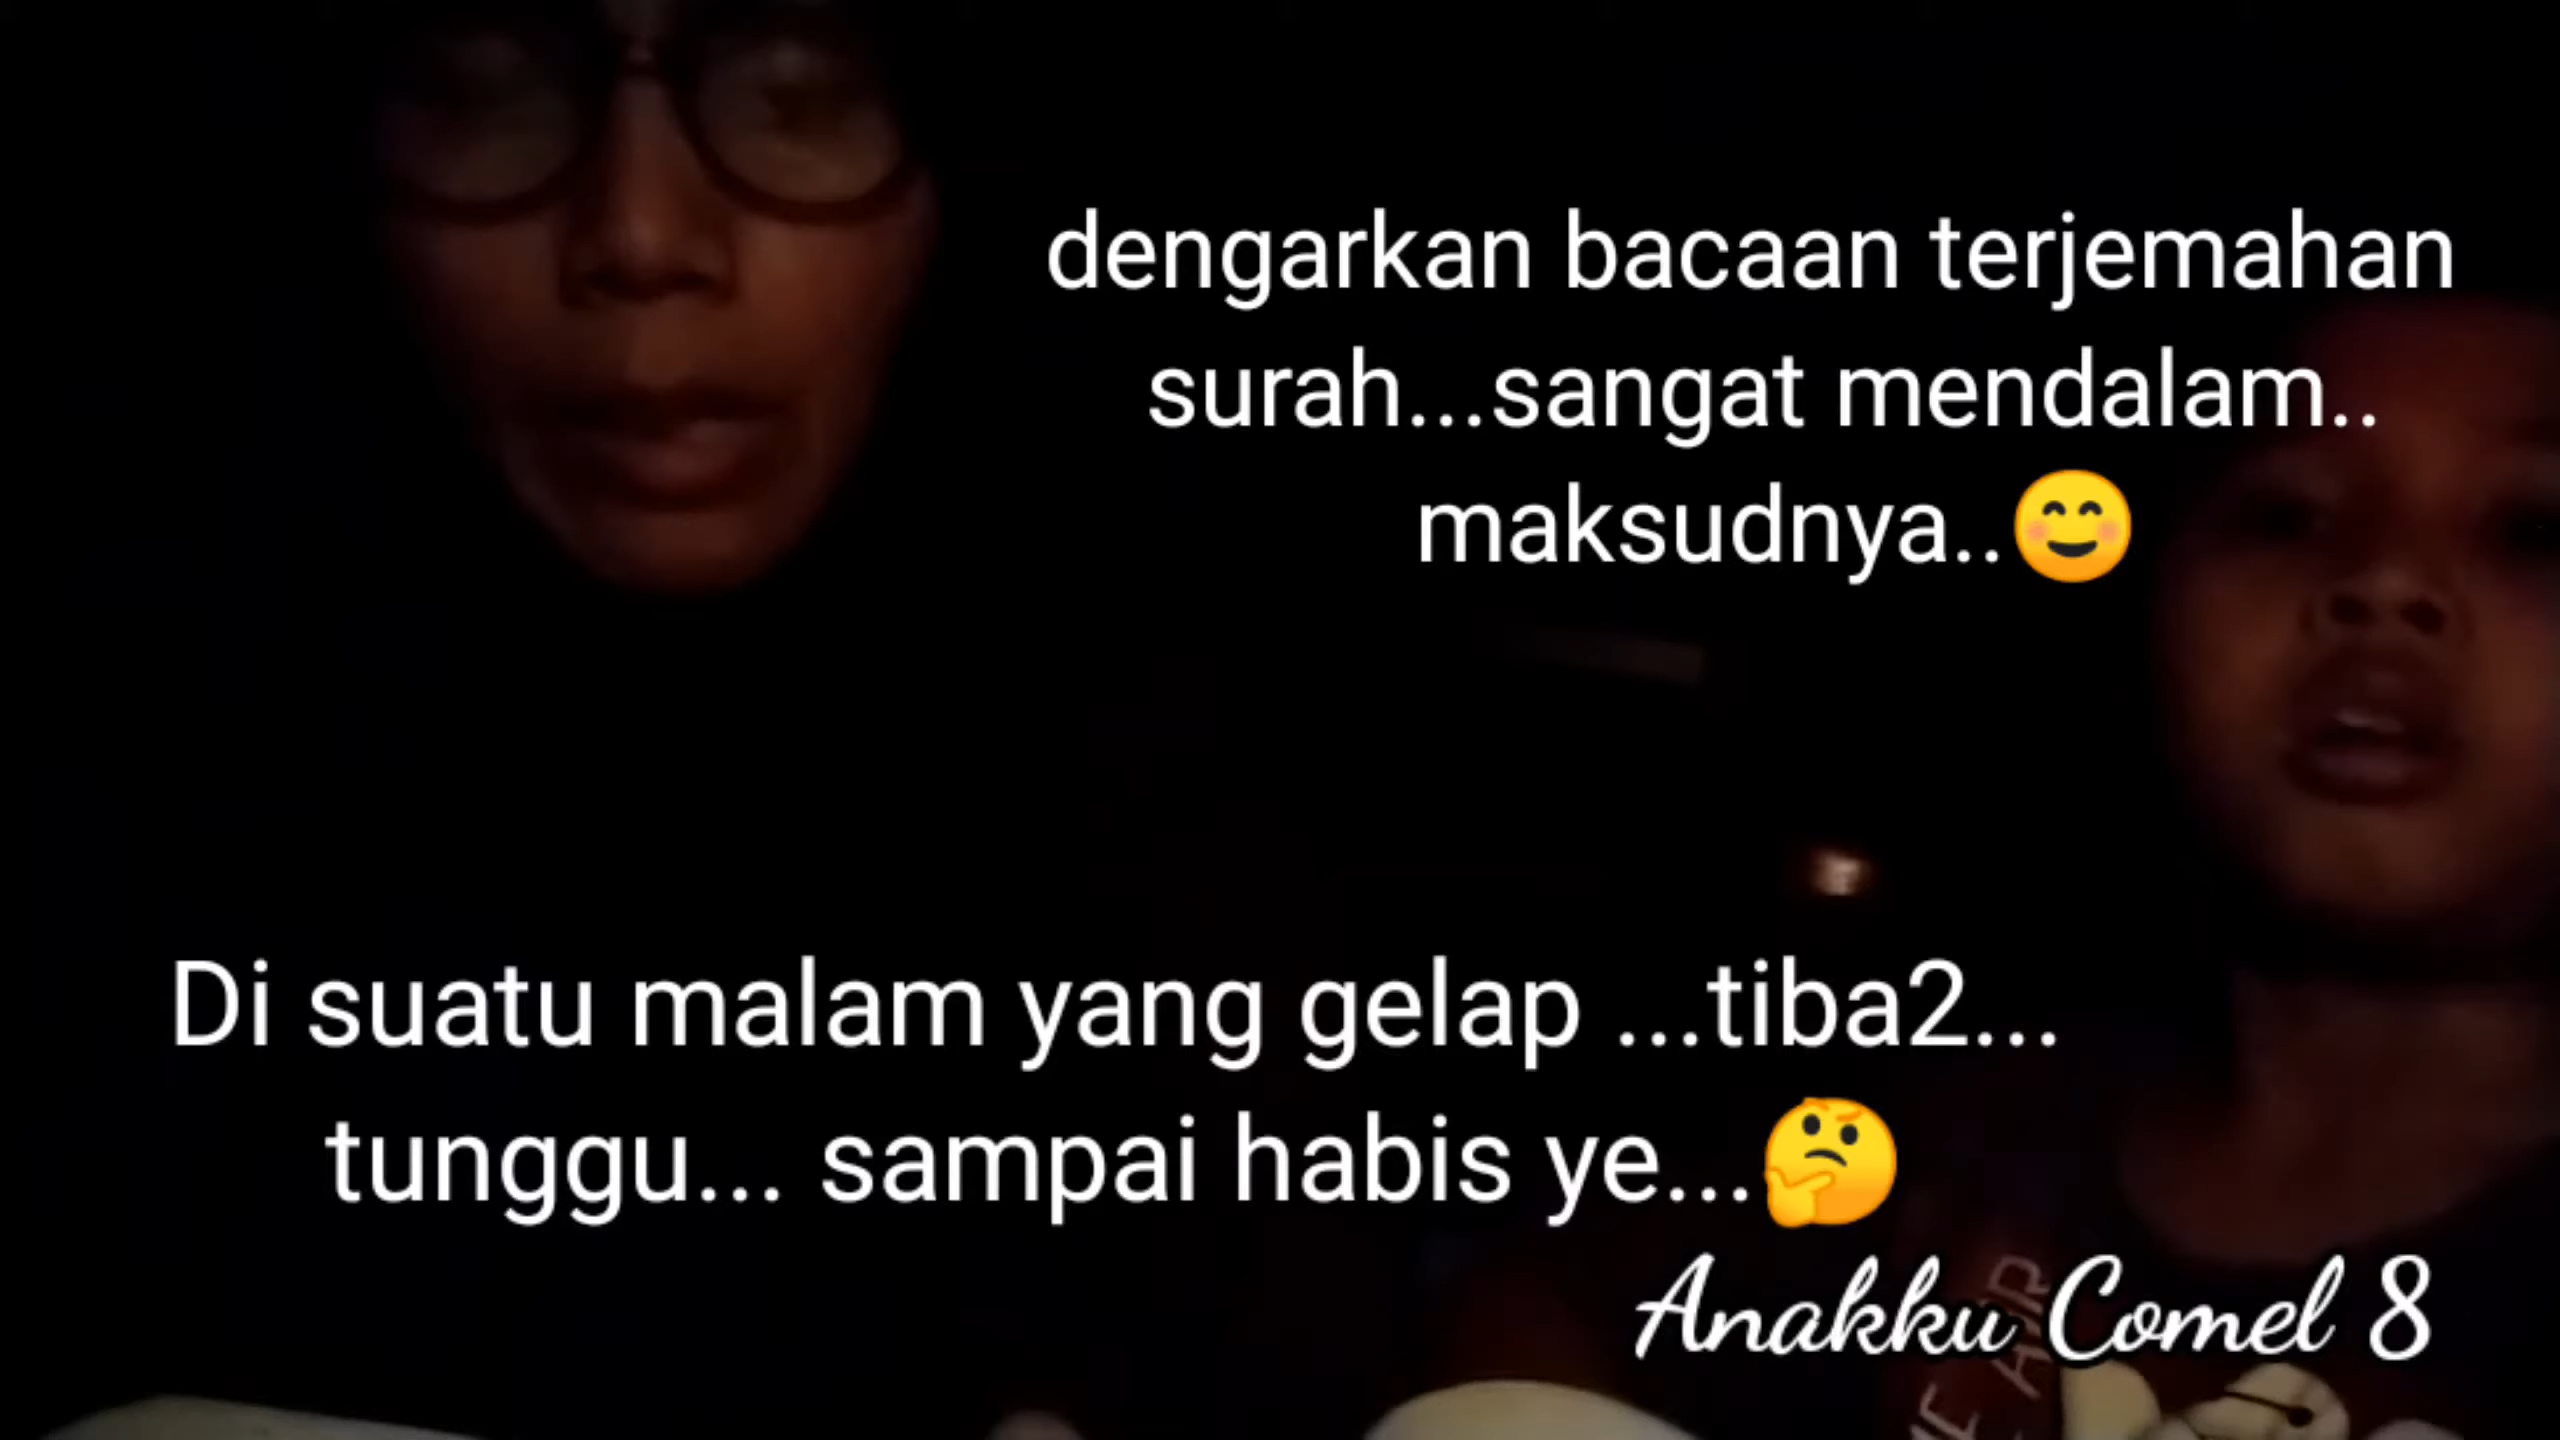 dengarkan bacaan terjemahan
surah...sangat mendalam..
maksudnya..😊
Di suatu malam yang gelap ...tiba2...
tunggu... sampai habis ye...🤔
Anakku Comel 8